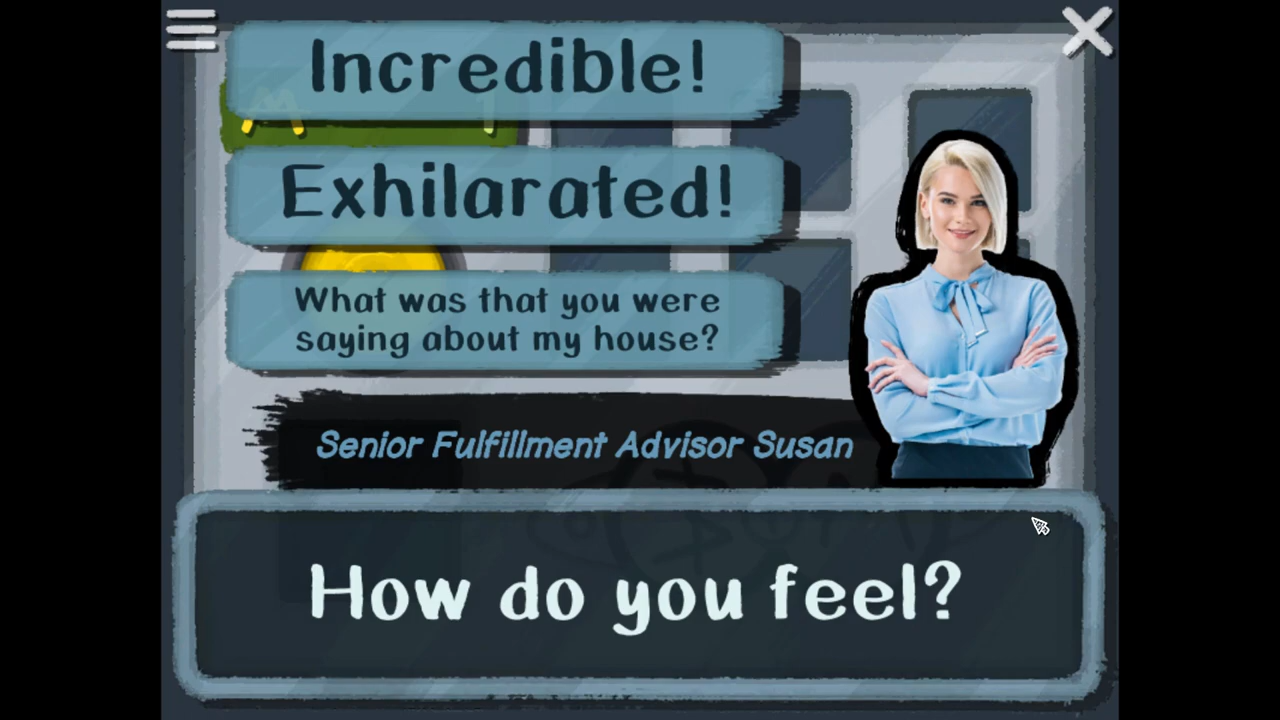 Incredible!
Exhilarated!
What was that you were
saying about my house?
Senior Fulfillment Advisor Susan
How do you feel?